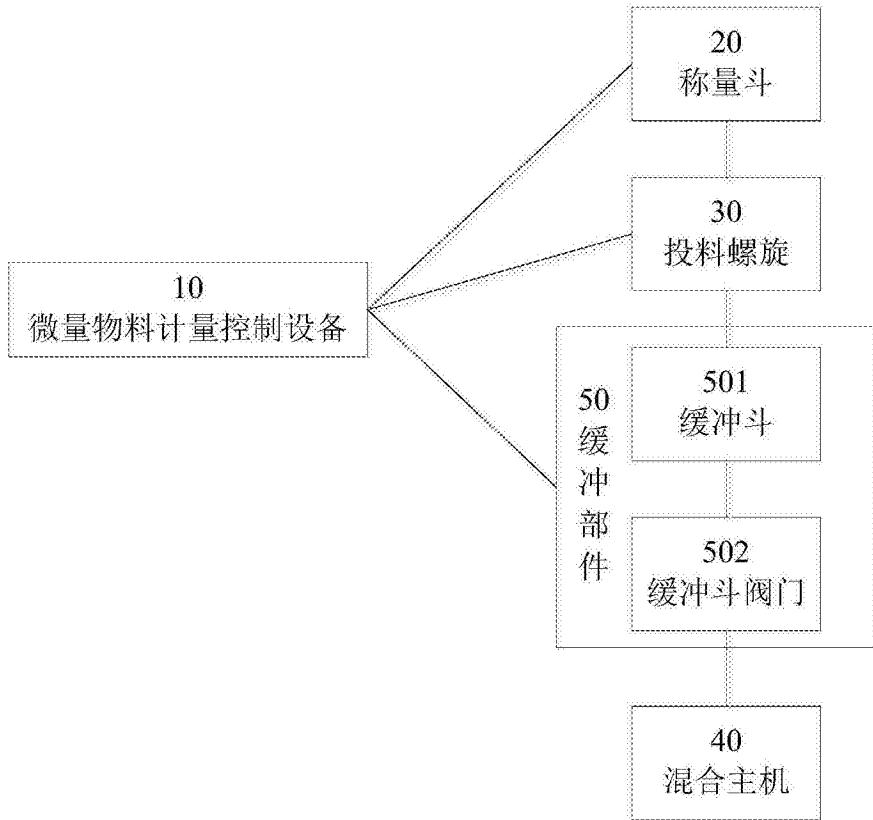 20
称量斗
30
投料螺旋
10
微量物料计量控制设备
50
缓
冲
部
件
501
缓冲斗
502
缓冲斗阀门
40
混合主机